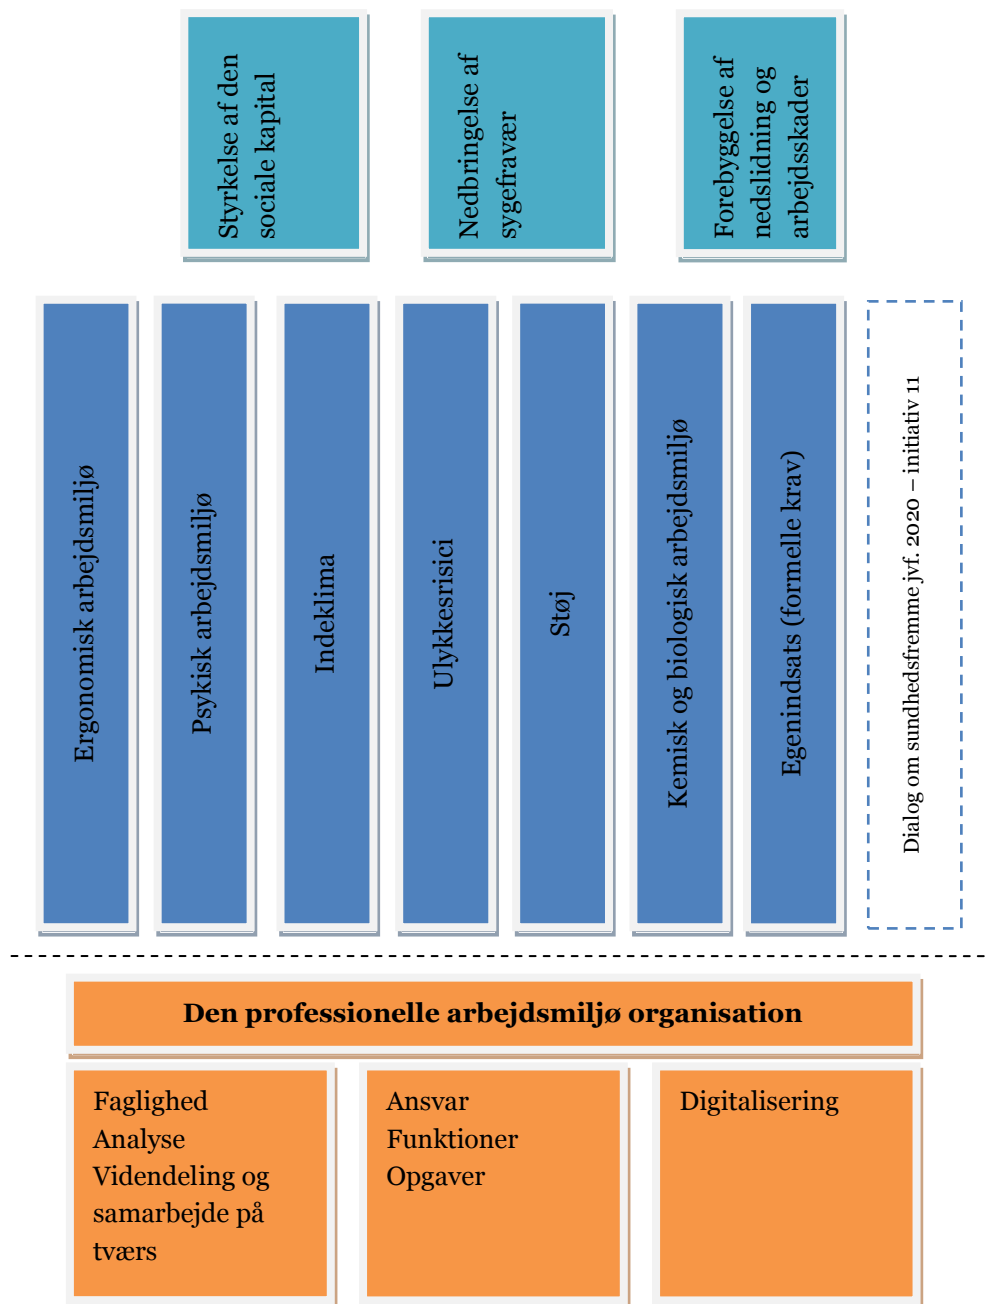 Styrkelse af den
sociale kapital
Nedbringelse af
sygefravær
Forebyggelse af
nedslidning og
arbejdsskader
Ergonomisk arbejdsmiljø
Psykisk arbejdsmiljø
Indeklima
Ulykkesrisici
Støj
Kemisk og biologisk arbejdsmiljø
Egenindsats (formelle krav)
Dialog om sundhedsfremme jvf. 2020 – initiativ 11
Den professionelle arbejdsmiljø organisation
Faglighed
Analyse
Videndeling og
samarbejde på
tværs
Ansvar
Funktioner
Opgaver
Digitalisering